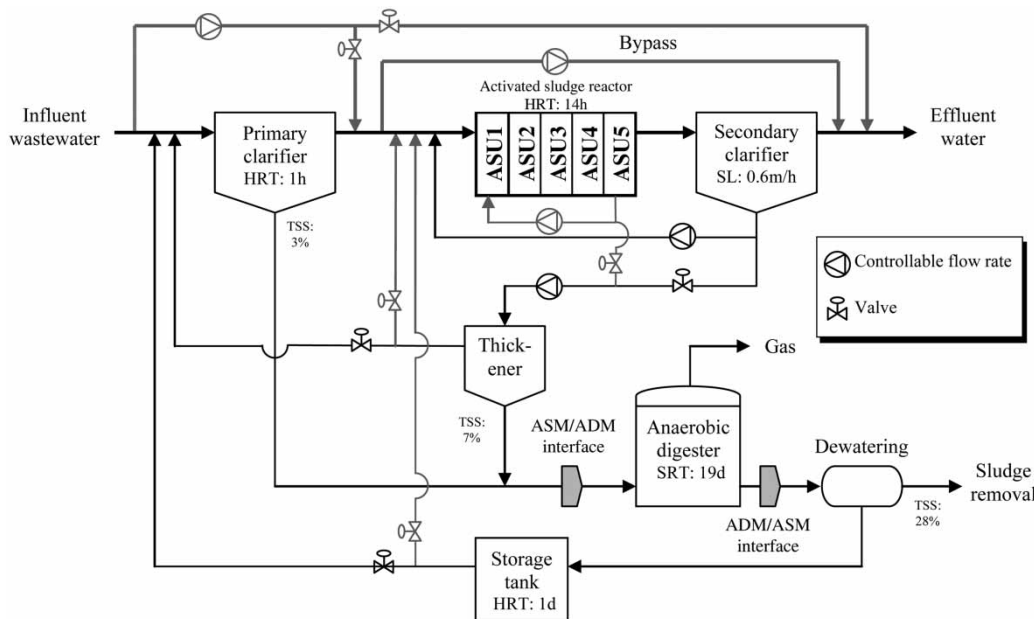 Bypass
Activated sludge reactor
HRT: 14h
Influent
wastewater
Primary
clarifier
HRT: 1h
ASU1
ASU2
ASU3
ASU4
ASU5
Secondary
clarifier
SL: 0.6m/h
Effluent
water
TSS:
3%
Controllable flow rate
Valve
Thick-
ener
Gas
TSS:
7%
ASM/ADM
interface
Anaerobic
digester
SRT: 19d
Dewatering
Sludge
removal
TSS:
28%
ADM/ASM
interface
Storage
tank
HRT: 1d